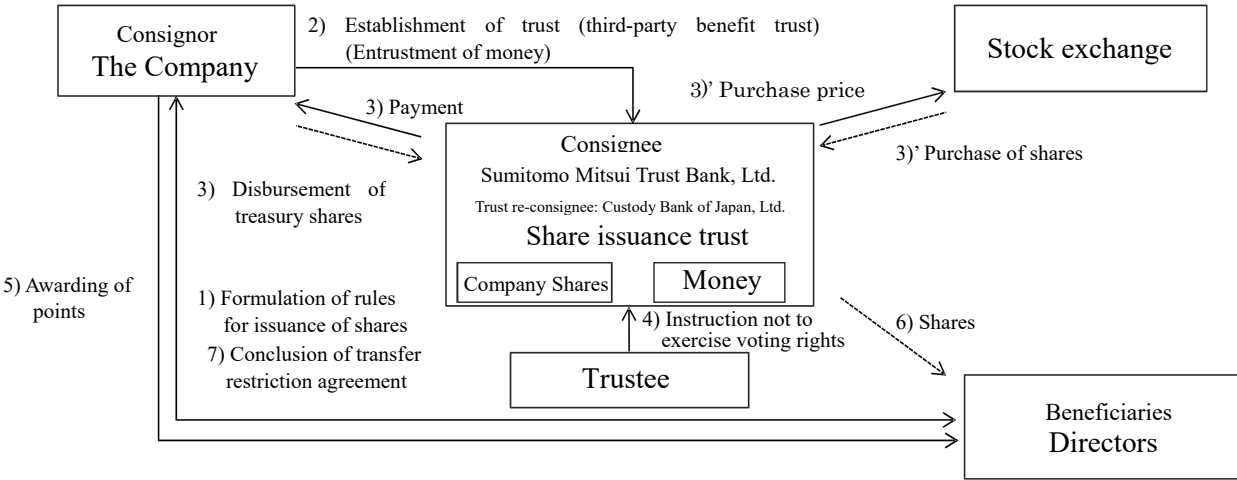 Consignor
The Company
2) Establishment of trust (third-party benefit trust)
(Entrustment of money)
Stock exchange
3) Payment
3)’ Purchase price
3)’ Purchase of shares
3) Disbursement of
treasury shares
Consignee
Sumitomo Mitsui Trust Bank, Ltd.
Trust re-consignee: Custody Bank of Japan, Ltd.
Share issuance trust
Company Shares
Money
5) Awarding of
points
1) Formulation of rules
for issuance of shares
7) Conclusion of transfer
restriction agreement
4) Instruction not to
exercise voting rights
6) Shares
Trustee
Beneficiaries
Directors